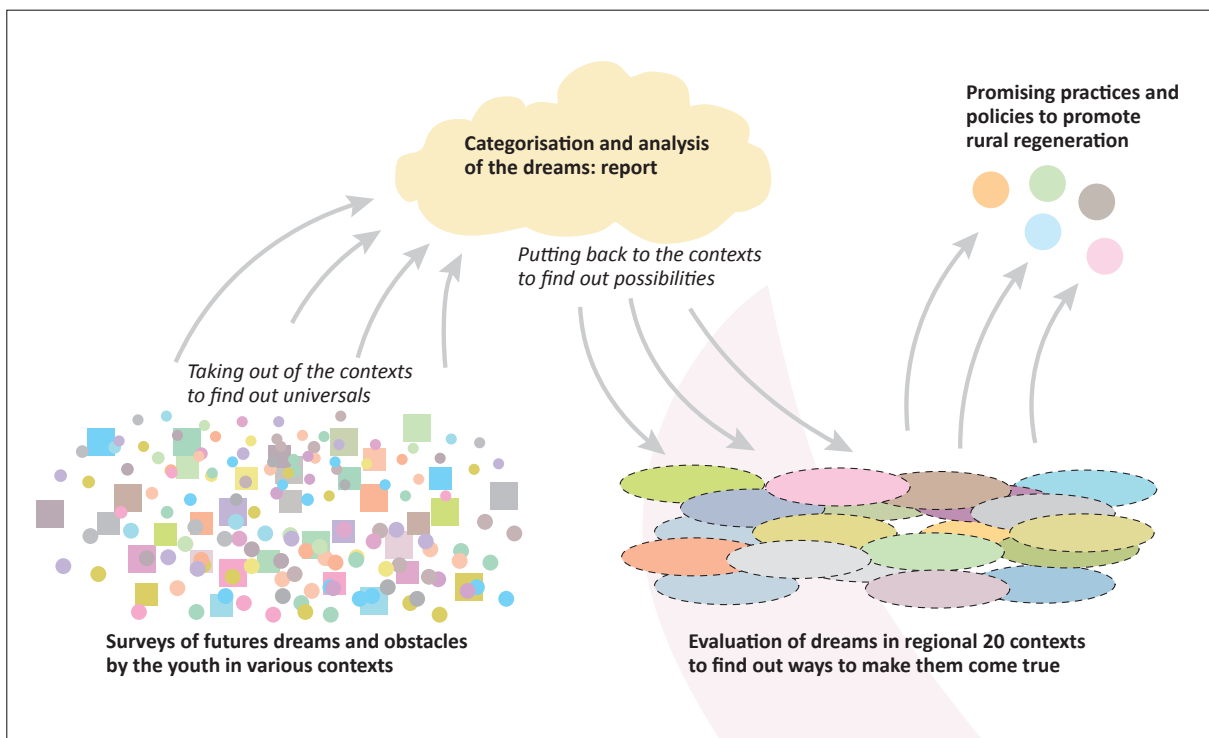 Categorisation and analysis
of the dreams: report
Promising practices and
policies to promote
rural regeneration
Putting back to the contexts
to find out possibilities
Taking out of the contexts
to find out universals
Surveys of futures dreams and obstacles
by the youth in various contexts
Evaluation of dreams in regional 20 contexts
to find out ways to make them come true